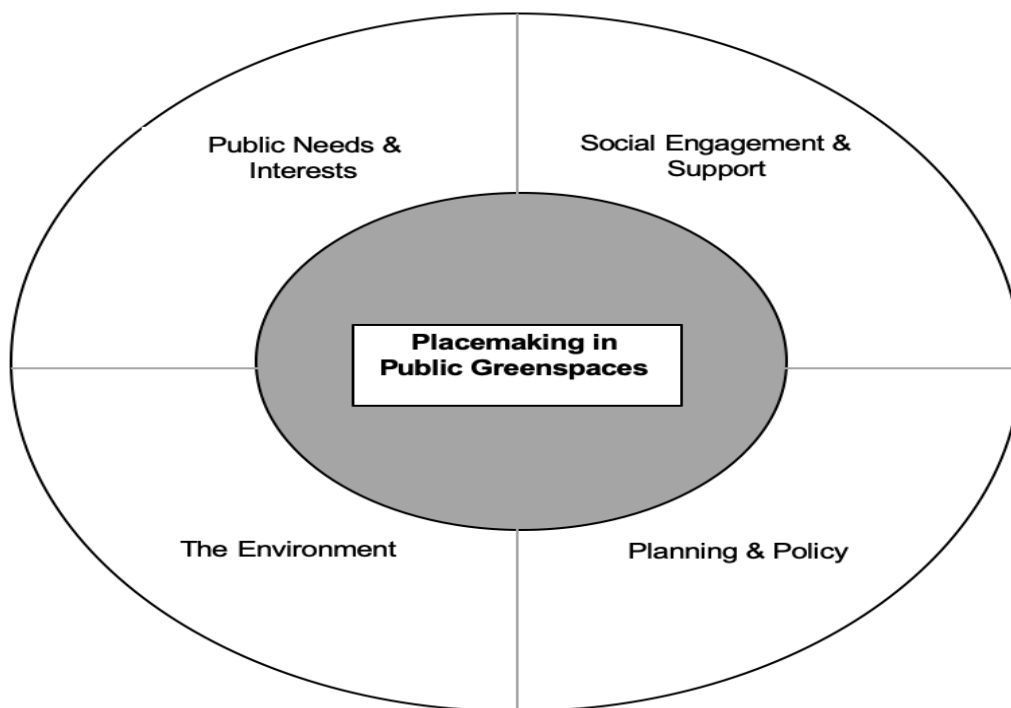 Public Needs &
Interests
Social Engagement &
Support
Placemaking in
Public Greenspaces
The Environment
Planning & Policy